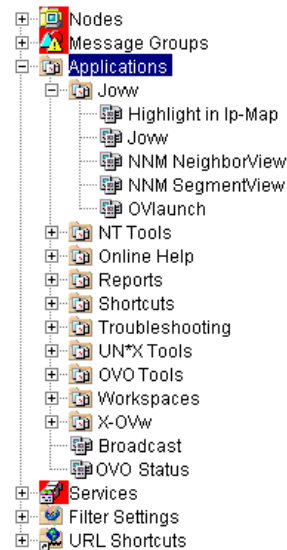 Nodes
Message Groups
Applications
Jovw
Highlight in Ip-Map
Jovw
NNM NeighborView
NNM SegmentView
OVlaunch
NT Tools
Online Help
Reports
Shortcuts
Troubleshooting
UN*X Tools
OVO Tools
Workspaces
X-OVw
Broadcast
OVO Status
Services
Filter Settings
URL Shortcuts